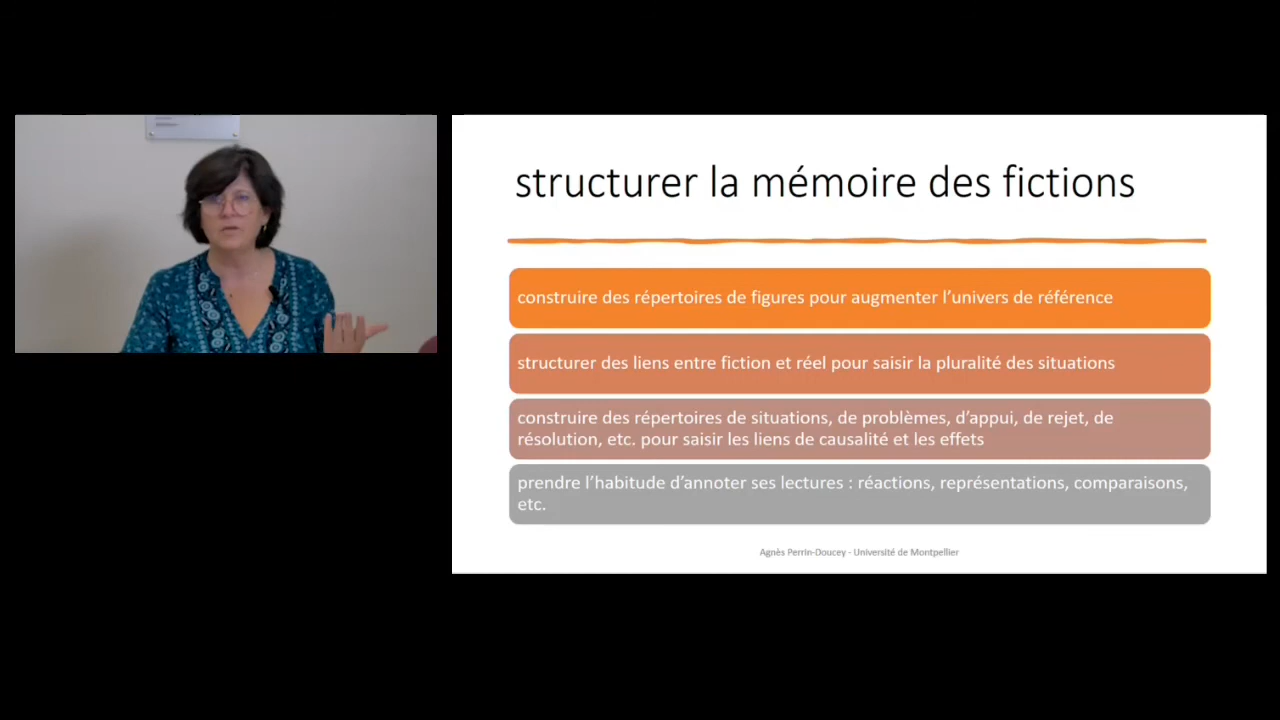 structurer la mémoire des fictions
construire des répertoires de figures pour augmenter l’univers de référence
structurer des liens entre fiction et réel pour saisir la pluralité des situations
construire des répertoires de situations, de problèmes, d’appui, de rejet, de
résolution, etc. pour saisir les liens de causalité et les effets
prendre l’habitude d’annoter ses lectures : réactions, représentations, comparaisons,
etc.
Agnès Perrin-Doucey - Université de Montpellier